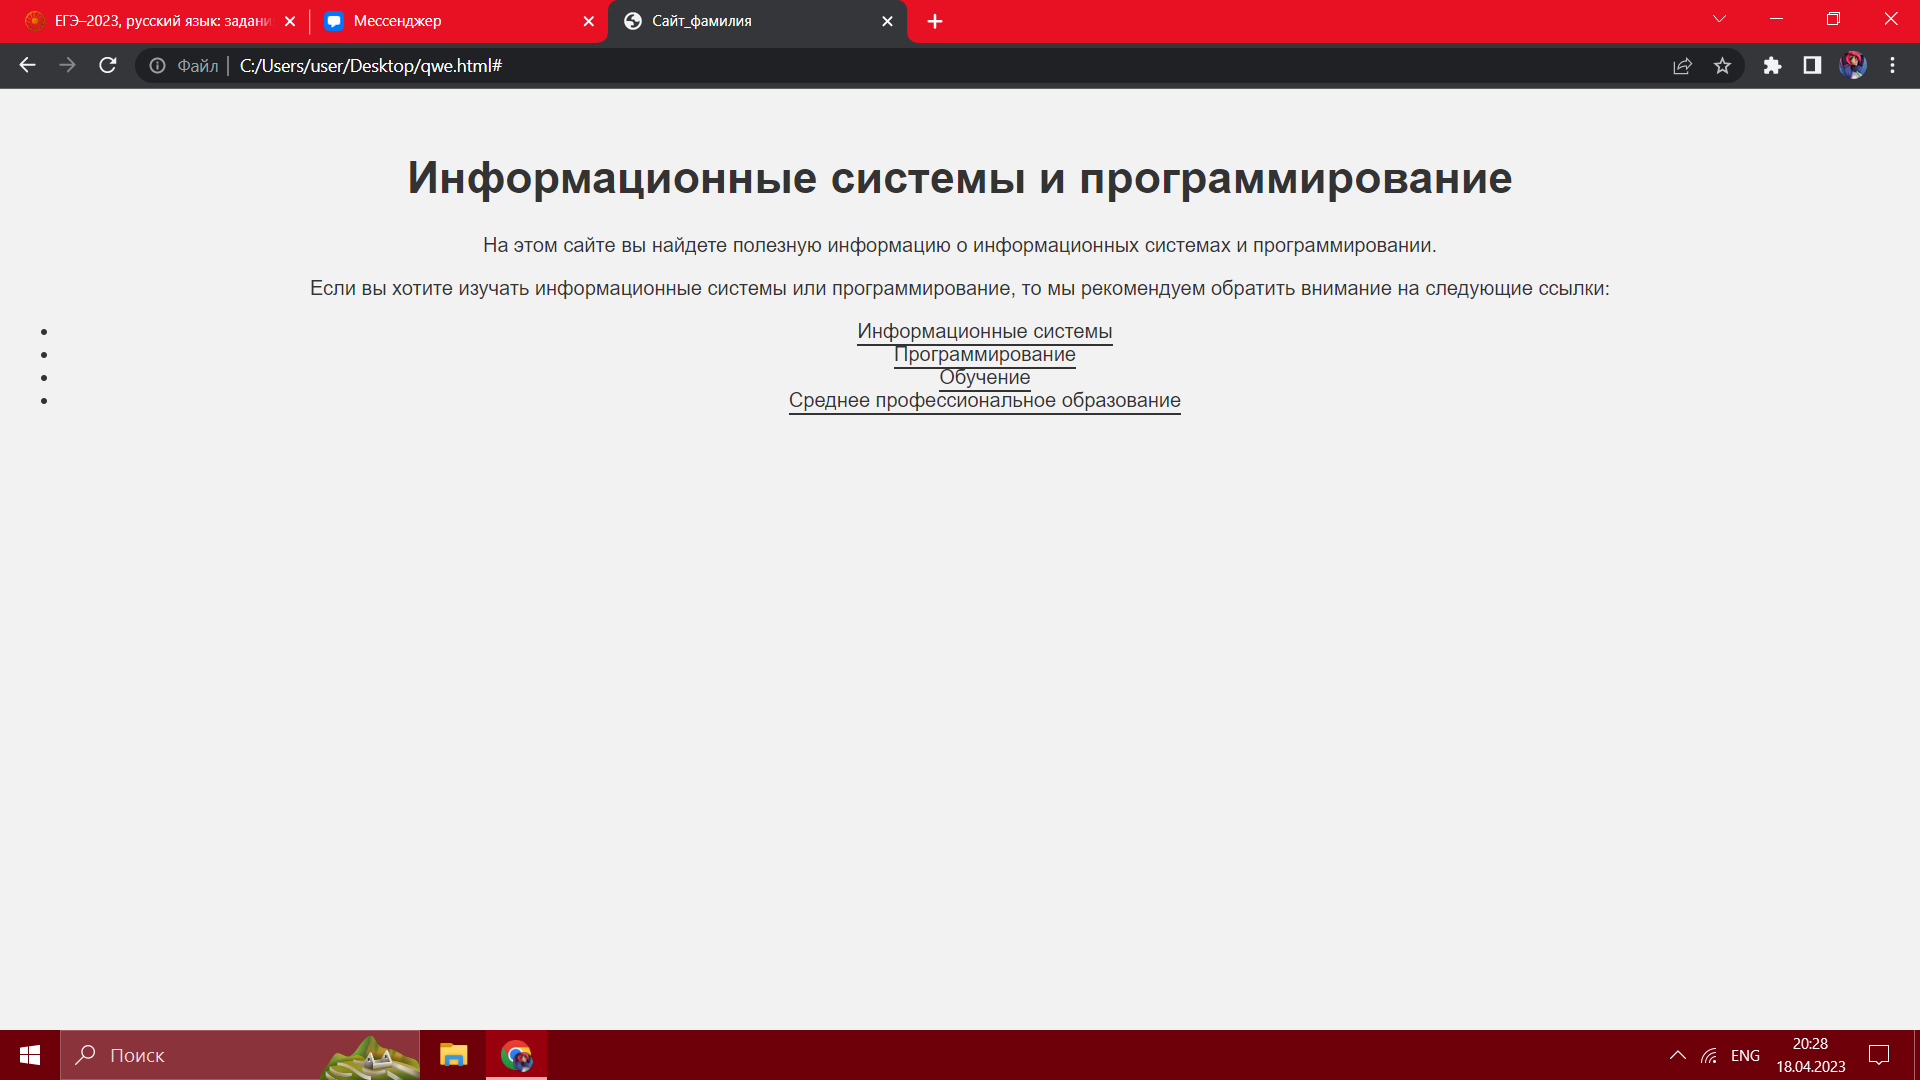 ЕГЭ–2023, русский язык: задани
Мессенджер
Сайт_фамилия
Файл
C:/Users/user/Desktop/qwe.html#
Информационные системы и программирование
На этом сайте вы найдете полезную информацию о информационных системах и программировании.
Если вы хотите изучать информационные системы или программирование, то мы рекомендуем обратить внимание на следующие ссылки:
• Информационные системы
• Программирование
• Обучение
• Среднее профессиональное образование
Поиск
ENG
20:28
18.04.2023